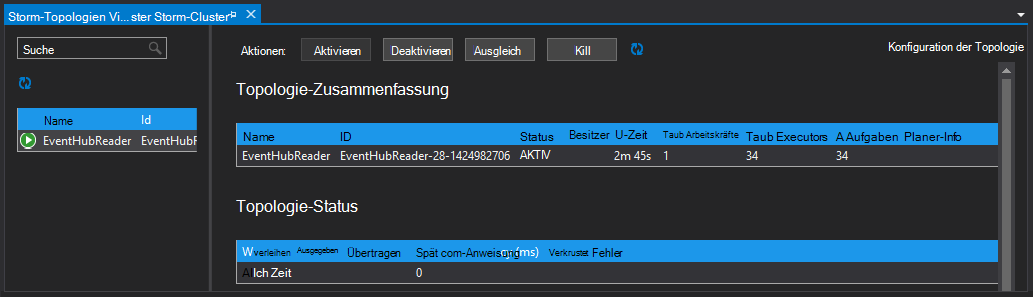 Storm-Topologien Vi...ster Storm-Cluster
Suche
Aktionen: Aktivieren Deaktivieren Ausgleich Kill
Konfiguration der Topologie
Topologie-Zusammenfassung
Name Id
EventHubReader EventHubF
Name ID Status Besitzer U-Zeit Taub Arbeitskräfte Taub Executors A Aufgaben Planer-Info
EventHubReader EventHubReader-28-1424982706 AKTIV 2m 45s 1 34 34
Topologie-Status
Wverleihen Ausgegeben Übertragen Spät com-Anweisung (ms) Verkrustet Fehler
AlIch Zeit 0